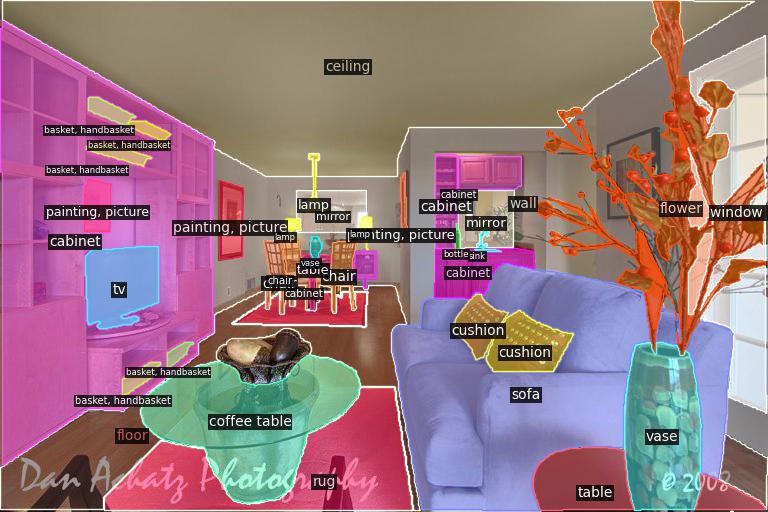 ceiling
basket, handbasket
basket, handbasket
basket, handbasket
painting, picture
cabinet
tv
painting, picture
lamp
mirror
lamp
lamp
painting, picture
vase
table
chair
chair
chair
cabinet
cabinet
cabinet
wall
mirror
bottle
sink
cabinet
flower
window
cushion
cushion
sofa
basket, handbasket
basket, handbasket
coffee table
floor
rug
vase
table
Dan Achatz Photography © 2008